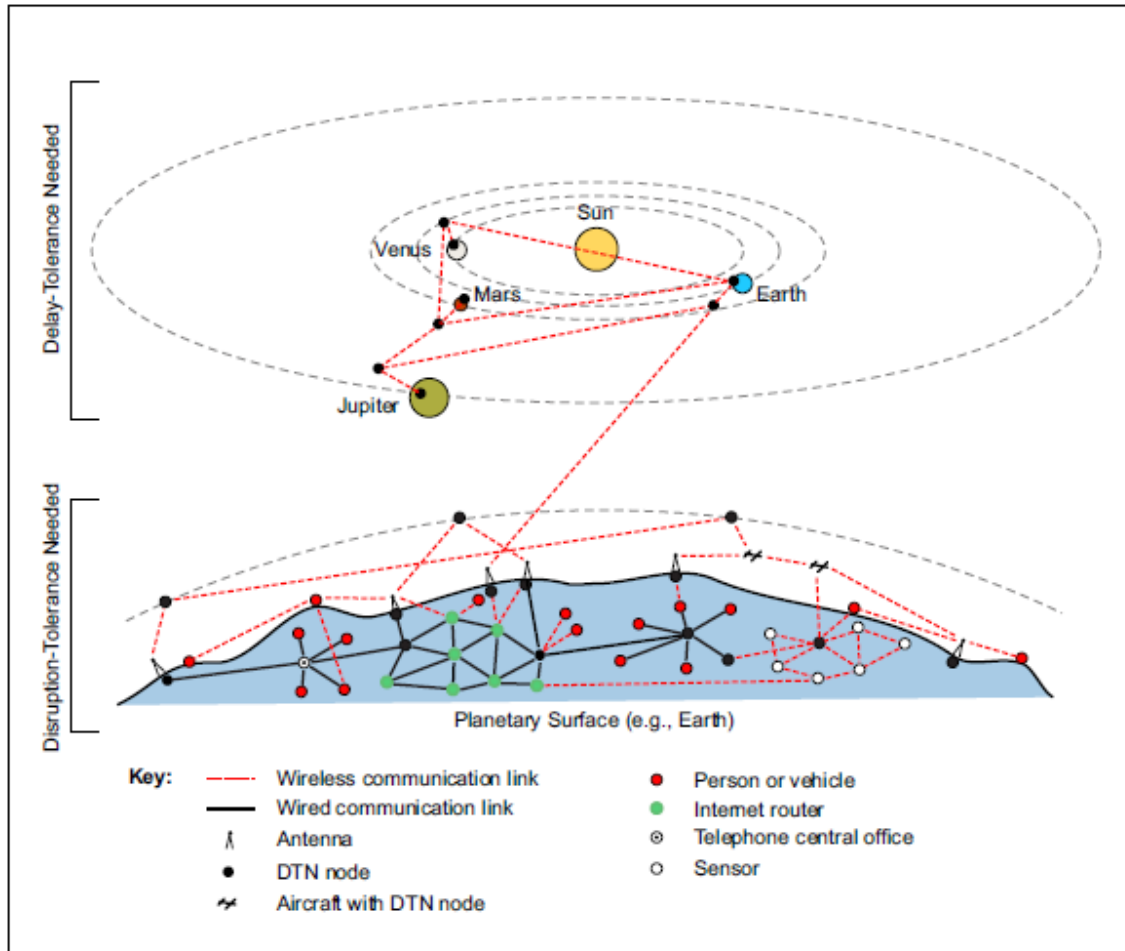 Delay-Tolerance Needed
Sun
Venus
Mars
Earth
Jupiter
Disruption-Tolerance Needed
Planetary Surface (e.g., Earth)
Key:
Wireless communication link
Wired communication link
Antenna
DTN node
Aircraft with DTN node
Person or vehicle
Internet router
Telephone central office
Sensor